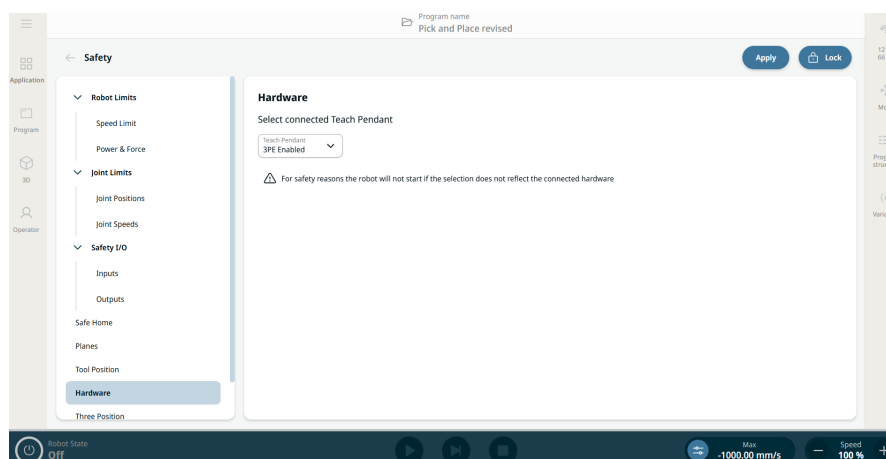 Program name
Pick and Place revised
Safety
Apply
Lock
Application
Program
3D
Operator
Robot Limits
Speed Limit
Power & Force
Joint Limits
Joint Positions
Joint Speeds
Safety I/O
Inputs
Outputs
Safe Home
Planes
Tool Position
Hardware
Three Position
Hardware
Select connected Teach Pendant
Teach Pendant
3PE Enabled
For safety reasons the robot will not start if the selection does not reflect the connected hardware
12
66
Robot State
Off
Max
-1000.00 mm/s
Speed
100 %